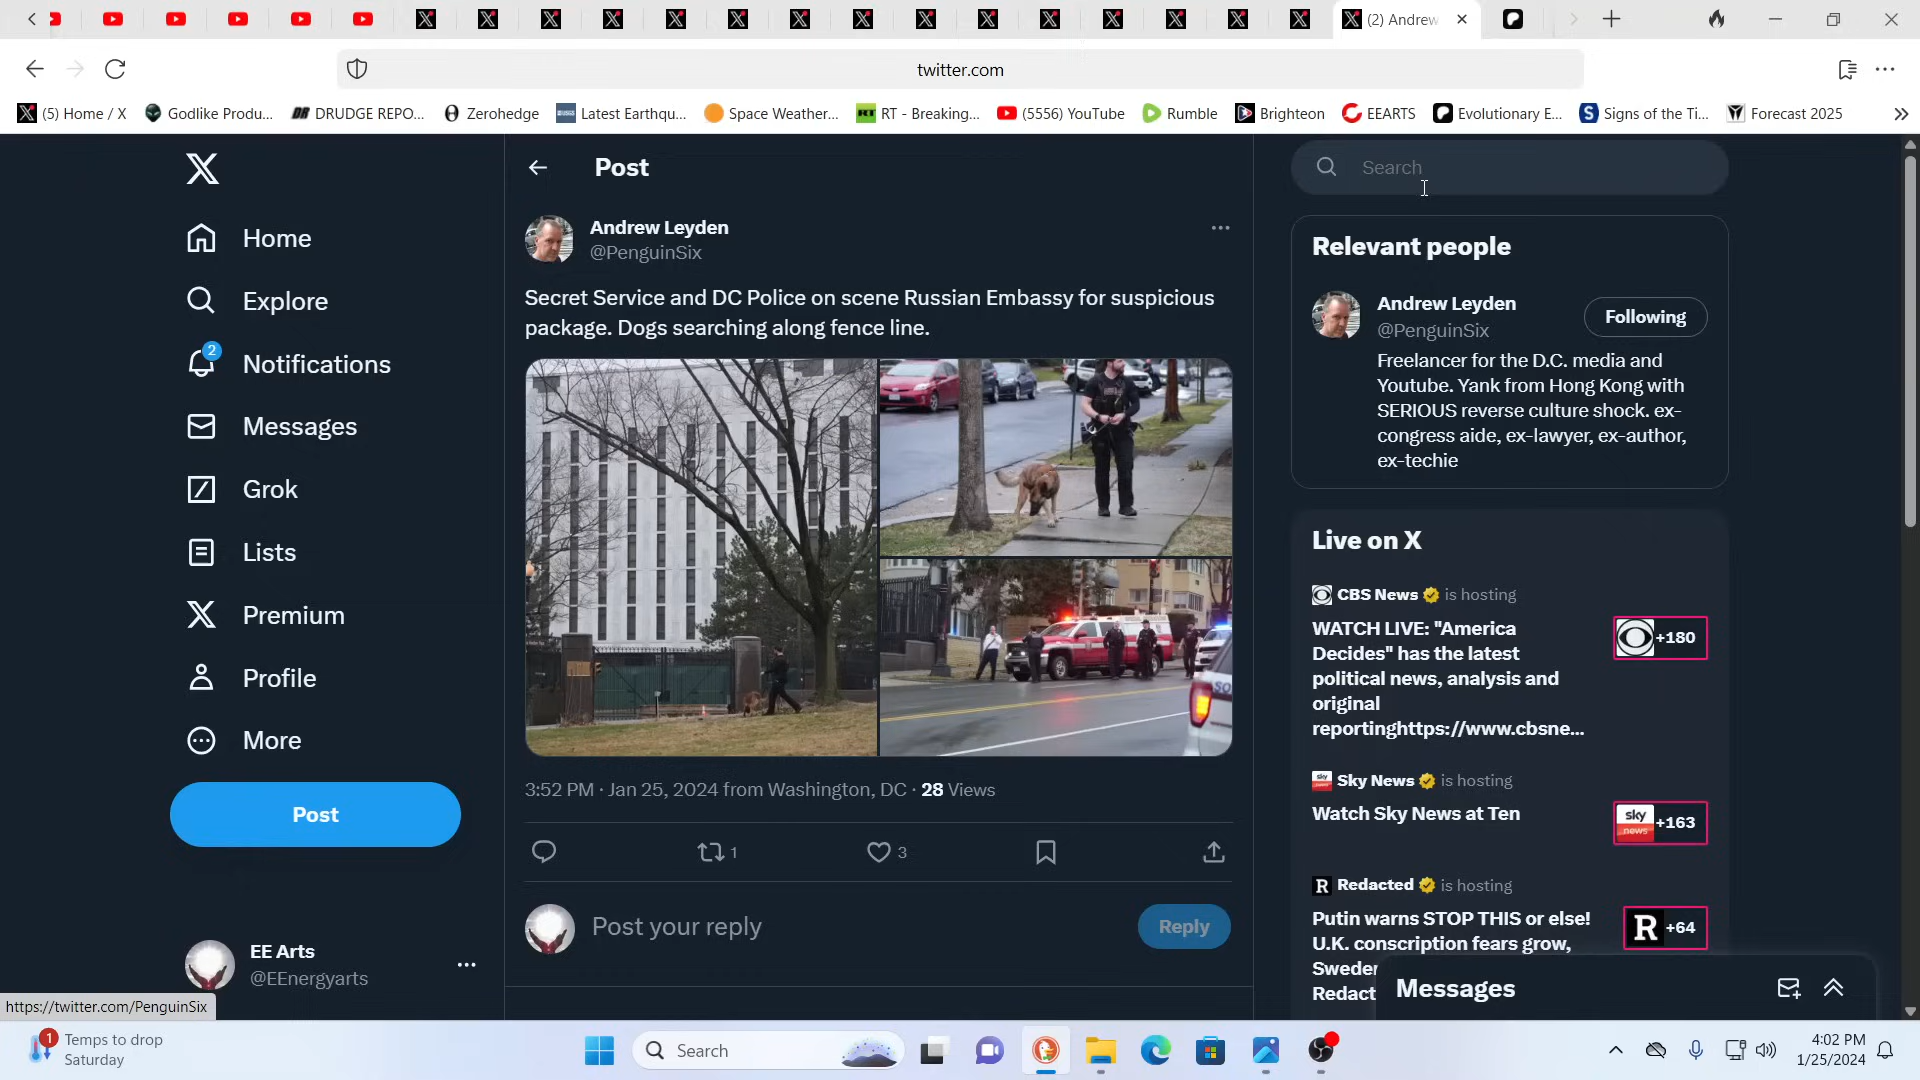 (2) Andrew
twitter.com
(5) Home / X
Godlike Produ...
DRUDGE REPO...
Zerohedge
Latest Earthqu...
Space Weather...
RT - Breaking...
(5556) YouTube
Rumble
Brighteon
EEARTS
Evolutionary E...
Signs of the Ti...
Forecast 2025
Home
Explore
2
Notifications
Messages
Grok
Lists
Premium
Profile
More
Post
EE Arts
@EEnergyarts
https://twitter.com/PenguinSix
Post
Andrew Leyden
@PenguinSix
Secret Service and DC Police on scene Russian Embassy for suspicious
package. Dogs searching along fence line.
3:52 PM · Jan 25, 2024 from Washington, DC · 28 Views
1
3
Post your reply
Reply
Search
Relevant people
Andrew Leyden
@PenguinSix
Following
Freelancer for the D.C. media and
Youtube. Yank from Hong Kong with
SERIOUS reverse culture shock. ex-
congress aide, ex-lawyer, ex-author,
ex-techie
Live on X
CBS News is hosting
WATCH LIVE: "America
Decides" has the latest
political news, analysis and
original
reportinghttps://www.cbsne...
+180
Sky News is hosting
Watch Sky News at Ten
sky
news
+163
Redacted is hosting
Putin warns STOP THIS or else!
U.K. conscription fears grow,
Sweden
Redact
R +64
Messages
1
Temps to drop
Saturday
Search
4:02 PM
1/25/2024